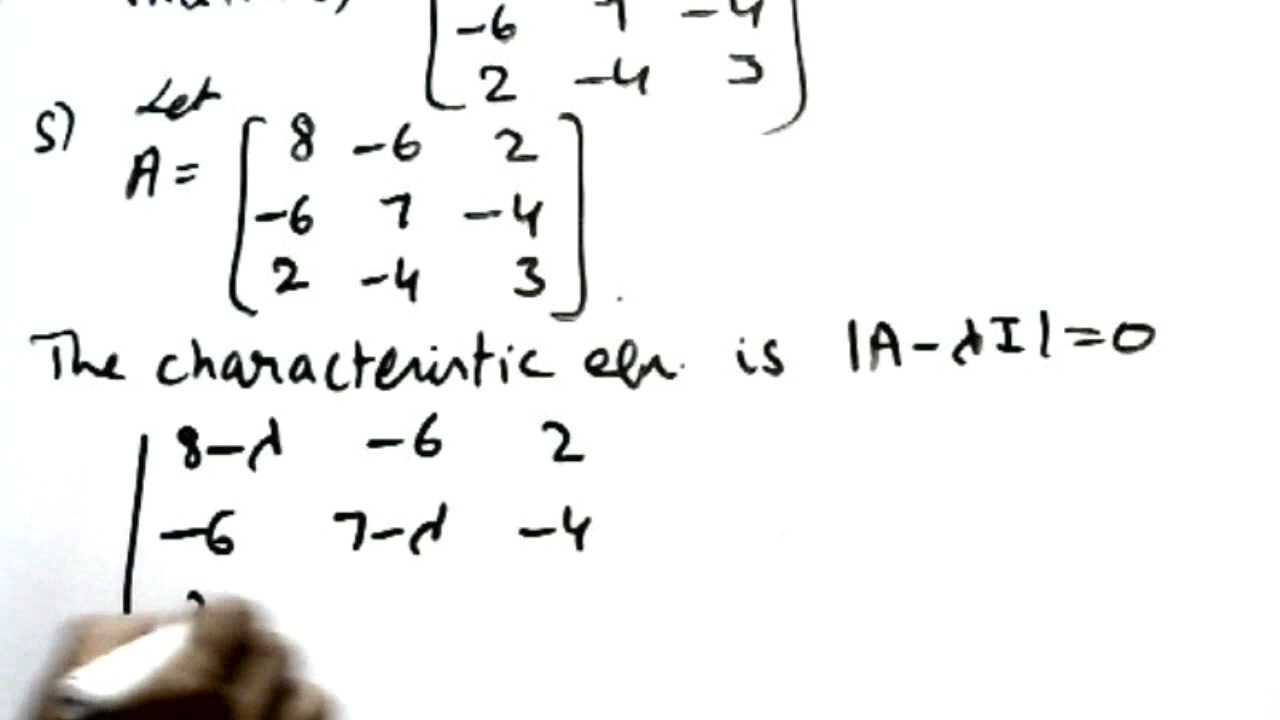 -6 7 -4
2 -4 3
S) Let
A = [ 8 -6 2
-6 7 -4
2 -4 3 ].
The characteristic eqn. is |A-λI|=0
| 8-λ -6 2
-6 7-λ -4